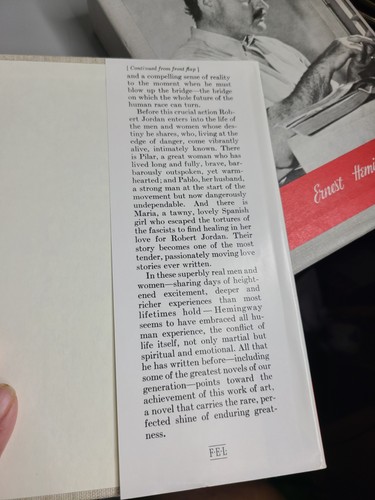 [ Continued from front flap ]
and a compelling sense of reality
to the moment when he must
blow up the bridge—the bridge
on which the whole future of the
human race can turn.
Before this crucial action Rob-
ert Jordan enters into the life of
the men and women whose des-
tiny he shares, who, living at the
edge of danger, come vibrantly
alive, intimately known. There
is Pilar, a great woman who has
lived long and fully, brave, bar-
barously outspoken, yet warm-
hearted; and Pablo, her husband,
a strong man at the start of the
movement but now dangerously
undependable. And there is
Maria, a tawny, lovely Spanish
girl who escaped the tortures of
the fascists to find healing in her
love for Robert Jordan. Their
story becomes one of the most
tender, passionately moving love
stories ever written.
In these superbly real men and
women—sharing days of height-
ened excitement, deeper and
richer experiences than most
lifetimes hold—Hemingway
seems to have embraced all hu-
man experience, the conflict of
life itself, not only martial but
spiritual and emotional. All that
he has written before—including
some of the greatest novels of our
generation—points toward the
achievement of this work of art,
a novel that carries the rare, per-
fected shine of enduring great-
ness.
F·E·L
Ernest Hemi